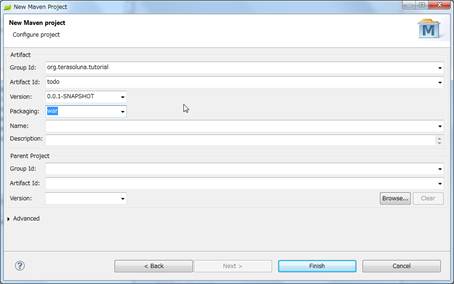 New Maven Project
New Maven project
Configure project
M
Artifact
Group Id: org.terasoluna.tutorial
Artifact Id: todo
Version: 0.0.1-SNAPSHOT
Packaging: war
Name:
Description:
Parent Project
Group Id:
Artifact Id:
Version: Browse... Clear
Advanced
? < Back Next > Finish Cancel